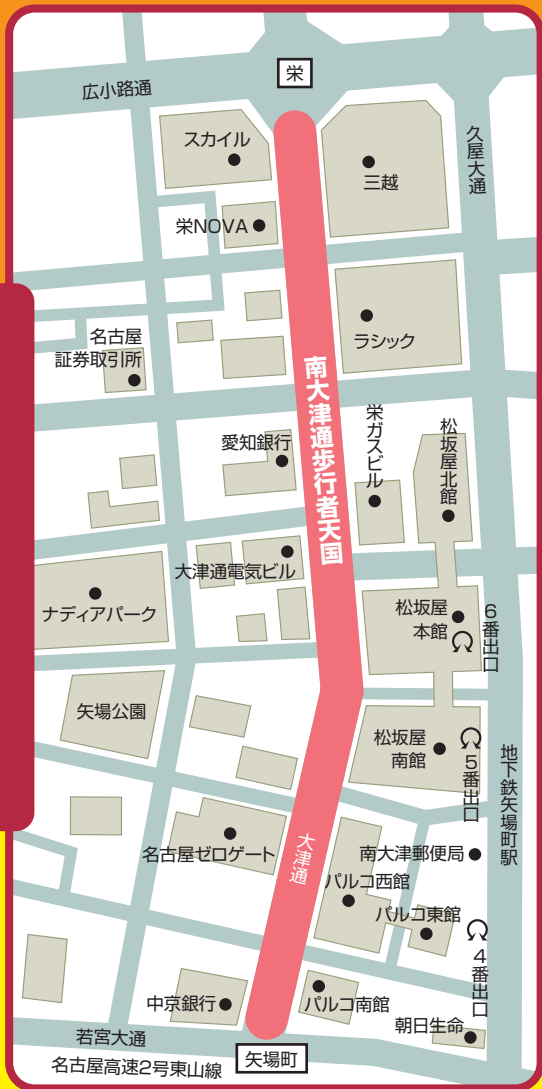 栄
広小路通
スカイル
三越
久屋大通
栄NOVA
ラシック
名古屋
証券取引所
南大津通歩行者天国
愛知銀行
栄ガスビル
松坂屋北館
大津通電気ビル
ナディアパーク
松坂屋
本館
6番出口
矢場公園
松坂屋
南館
5番出口
地下鉄矢場町駅
大津通
名古屋ゼロゲート
南大津郵便局
パルコ西館
パルコ東館
4番出口
中京銀行
パルコ南館
朝日生命
若宮大通
矢場町
名古屋高速2号東山線